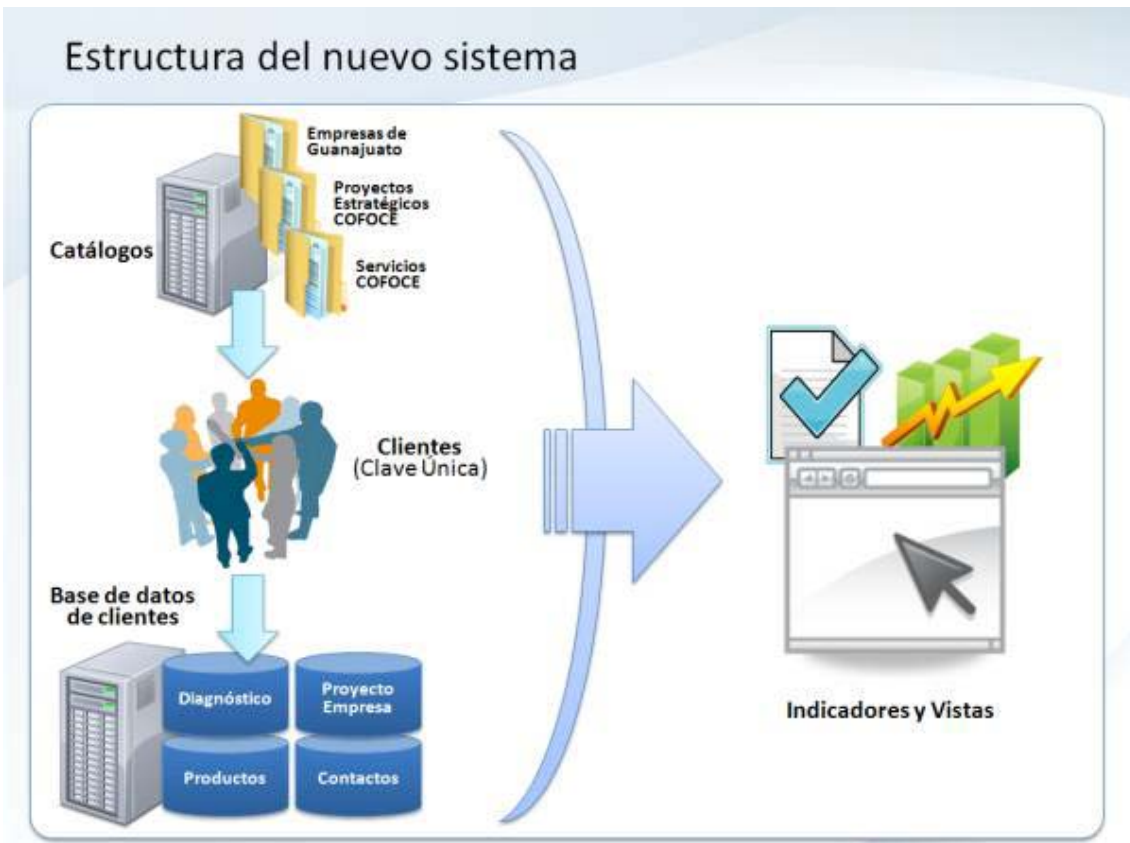 Estructura del nuevo sistema
Empresas de
Guanajuato
Proyectos
Estratégicos
COFOCE
Catálogos
Servicios
COFOCE
Clientes
(Clave Única)
Base de datos
de clientes
Diagnóstico
Proyecto
Empresa
Productos
Contactos
Indicadores y Vistas